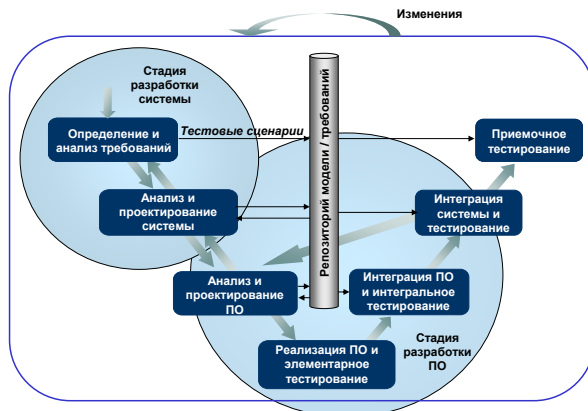 Изменения
Стадия
разработки
системы
Определение и
анализ требований
Тестовые сценарии
Репозиторий модели / требований
Приемочное
тестирование
Анализ и
проектирование
системы
Интеграция
системы и
тестирование
Анализ и
проектирование
ПО
Интеграция ПО
и интегральное
тестирование
Реализация ПО и
элементарное
тестирование
Стадия
разработки
ПО